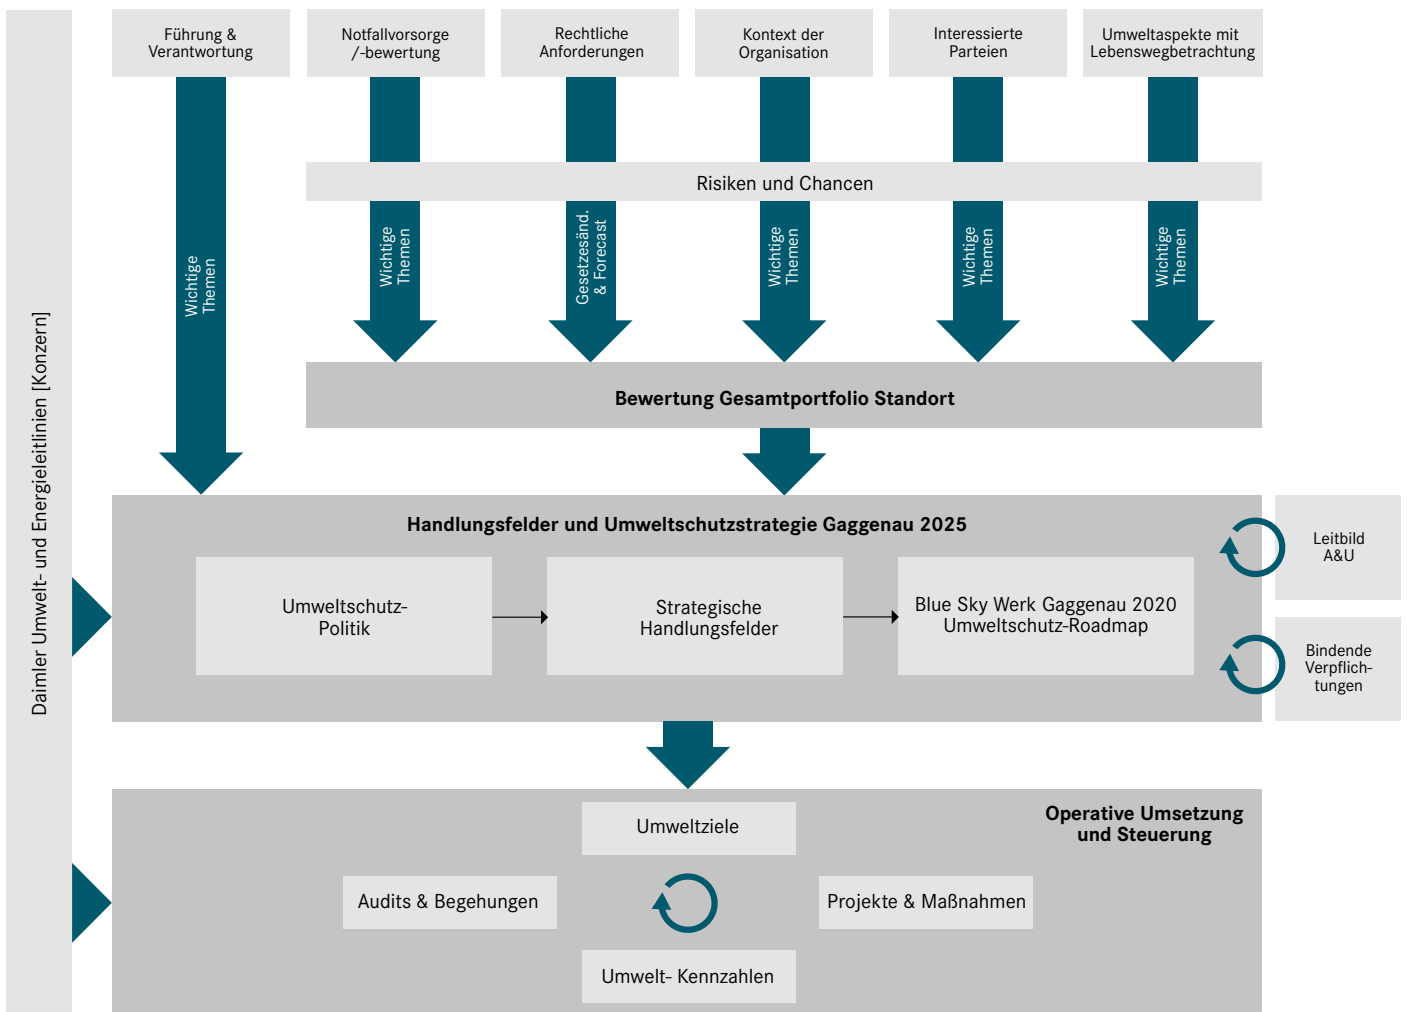 Führung &
Verantwortung
Notfallvorsorge
/-bewertung
Rechtliche
Anforderungen
Kontext der
Organisation
Interessierte
Parteien
Umweltaspekte mit
Lebenswegbetrachtung
Risiken und Chancen
Wichtige
Themen
Wichtige
Themen
Gesetzesänd.
& Forecast
Wichtige
Themen
Wichtige
Themen
Wichtige
Themen
Bewertung Gesamtportfolio Standort
Daimler Umwelt- und Energieleitlinien [Konzern]
Handlungsfelder und Umweltschutzstrategie Gaggenau 2025
Umweltschutz-
Politik
Strategische
Handlungsfelder
Blue Sky Werk Gaggenau 2020
Umweltschutz-Roadmap
Leitbild
A&U
Bindende
Verpflich-
tungen
Operative Umsetzung
und Steuerung
Umweltziele
Audits & Begehungen
Projekte & Maßnahmen
Umwelt- Kennzahlen